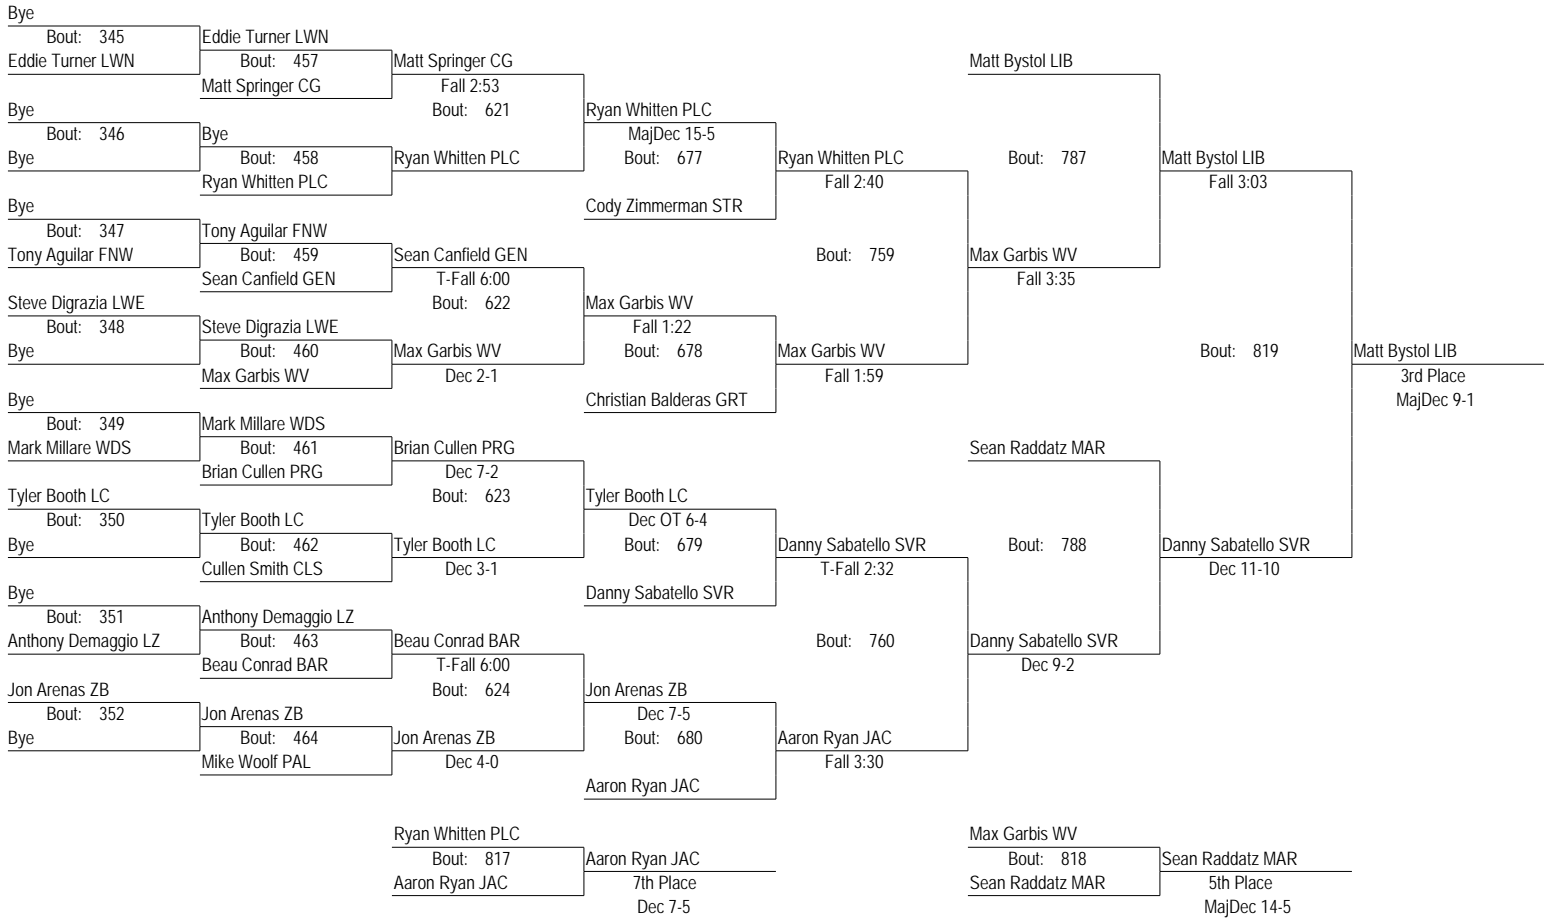 Bye
Bout: 345
Eddie Turner LWN
Eddie Turner LWN
Bout: 457
Matt Springer CG
Matt Springer CG
Fall 2:53
Bout: 621
Bye
Bout: 346
Bye
Bye
Bout: 458
Ryan Whitten PLC
Ryan Whitten PLC
Ryan Whitten PLC
MajDec 15-5
Bout: 677
Cody Zimmerman STR
Ryan Whitten PLC
Fall 2:40
Bout: 759
Bye
Bout: 347
Tony Aguilar FNW
Tony Aguilar FNW
Bout: 459
Sean Canfield GEN
Sean Canfield GEN
T-Fall 6:00
Bout: 622
Steve Digrazia LWE
Bout: 348
Bye
Steve Digrazia LWE
Bout: 460
Max Garbis WV
Max Garbis WV
Dec 2-1
Max Garbis WV
Fall 1:22
Bout: 678
Christian Balderas GRT
Max Garbis WV
Fall 1:59
Matt Bystol LIB
Bout: 787
Max Garbis WV
Fall 3:35
Matt Bystol LIB
Fall 3:03
Bout: 819
Matt Bystol LIB
3rd Place
MajDec 9-1
Bye
Bout: 349
Mark Millare WDS
Mark Millare WDS
Bout: 461
Brian Cullen PRG
Brian Cullen PRG
Dec 7-2
Bout: 623
Tyler Booth LC
Bout: 350
Bye
Tyler Booth LC
Bout: 462
Cullen Smith CLS
Tyler Booth LC
Dec 3-1
Tyler Booth LC
Dec OT 6-4
Bout: 679
Danny Sabatello SVR
Danny Sabatello SVR
T-Fall 2:32
Bout: 760
Bye
Bout: 351
Anthony Demaggio LZ
Anthony Demaggio LZ
Bout: 463
Beau Conrad BAR
Beau Conrad BAR
T-Fall 6:00
Bout: 624
Jon Arenas ZB
Bout: 352
Bye
Jon Arenas ZB
Bout: 464
Mike Woolf PAL
Jon Arenas ZB
Dec 4-0
Jon Arenas ZB
Dec 7-5
Bout: 680
Aaron Ryan JAC
Aaron Ryan JAC
Fall 3:30
Sean Raddatz MAR
Bout: 788
Danny Sabatello SVR
Dec 9-2
Danny Sabatello SVR
Dec 11-10
Ryan Whitten PLC
Bout: 817
Aaron Ryan JAC
Aaron Ryan JAC
7th Place
Dec 7-5
Max Garbis WV
Bout: 818
Sean Raddatz MAR
Sean Raddatz MAR
5th Place
MajDec 14-5